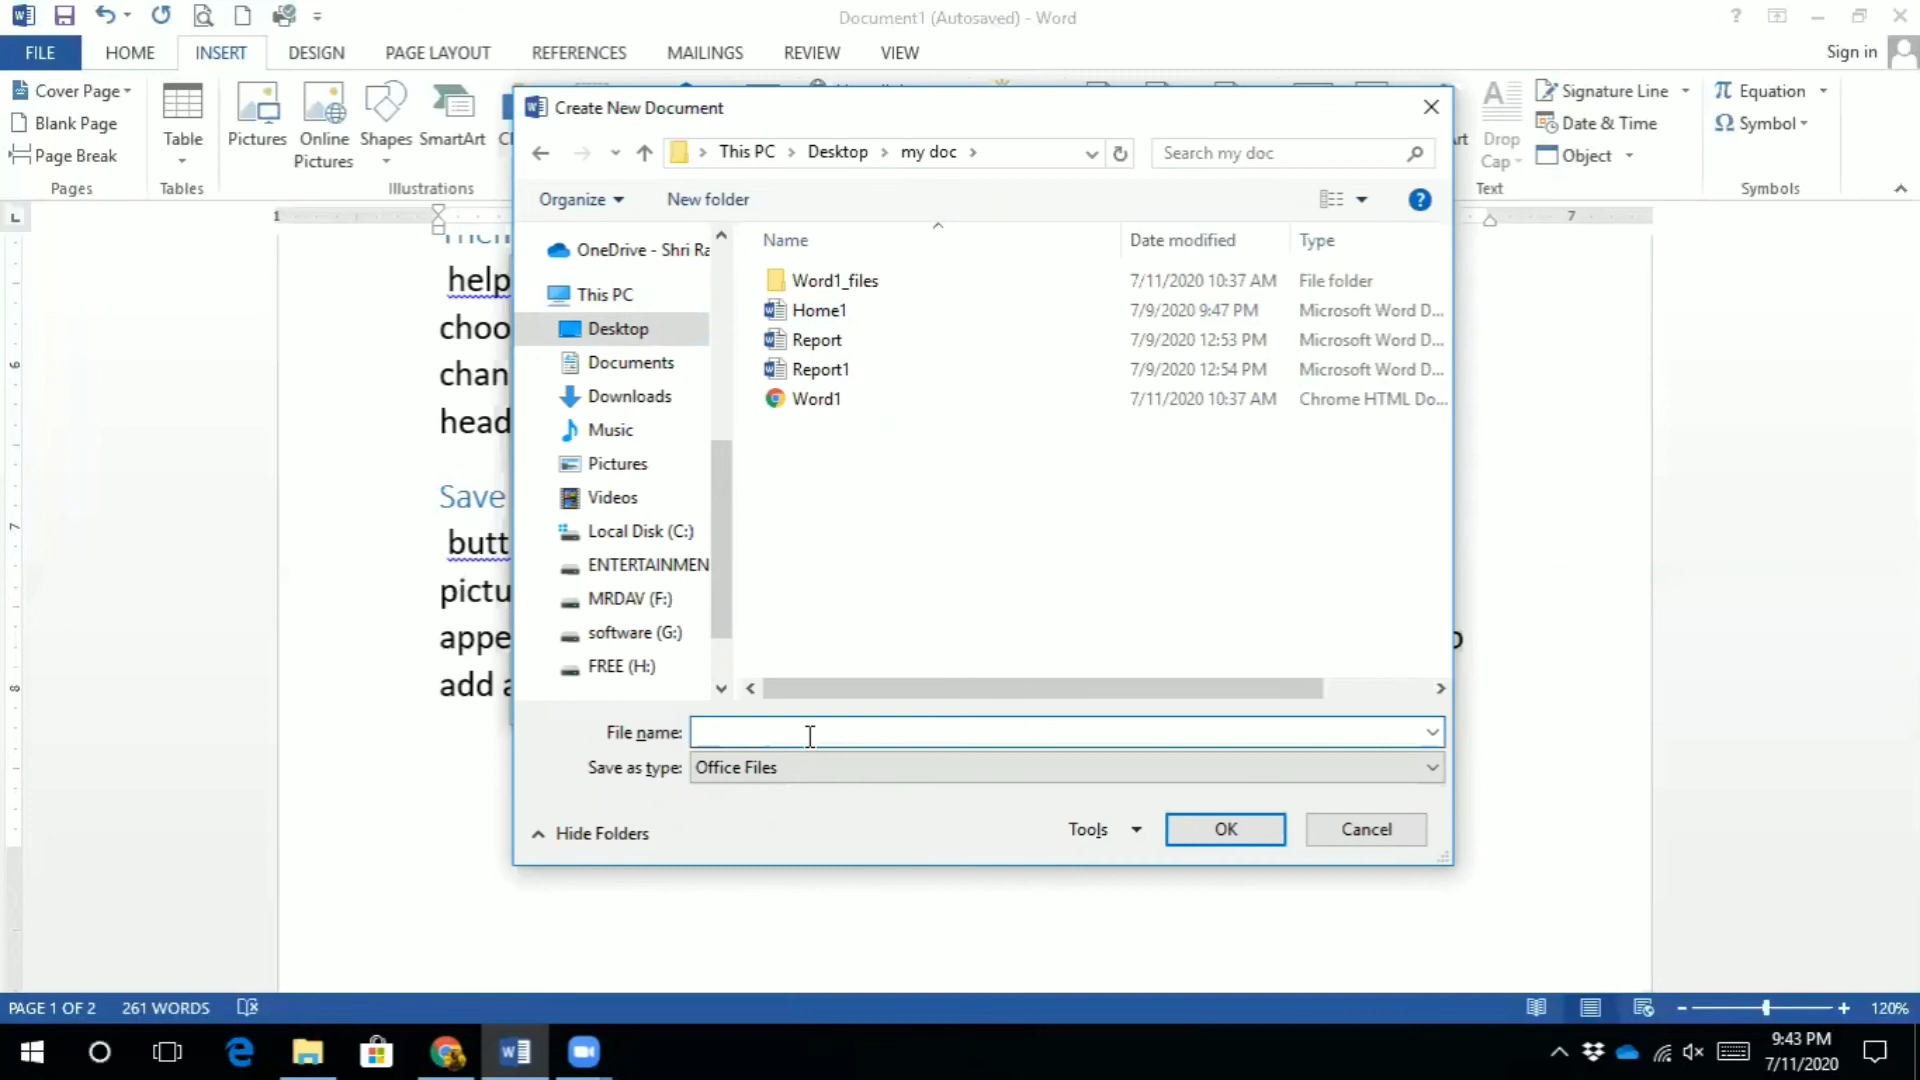 Document1 (Autosaved) - Word
FILE HOME INSERT DESIGN PAGE LAYOUT REFERENCES MAILINGS REVIEW VIEW Sign in
Cover Page
Blank Page
Page Break
Pages
Table
Tables
Pictures
Online
Pictures
Shapes
SmartArt
Illustrations
Drop
Cap
Signature Line
Date & Time
Object
Text
Equation
Symbol
Symbols
1 7
help
choo
chan
head
Save
butt
pictu
appe
add a
6
7
8
Create New Document
This PC > Desktop > my doc >
Search my doc
Organize New folder
OneDrive - Shri Ra
This PC
Desktop
Documents
Downloads
Music
Pictures
Videos
Local Disk (C:)
ENTERTAINMEN
MRDAV (F:)
software (G:)
FREE (H:)
Name Date modified Type
Word1_files 7/11/2020 10:37 AM File folder
Home1 7/9/2020 9:47 PM Microsoft Word D...
Report 7/9/2020 12:53 PM Microsoft Word D...
Report1 7/9/2020 12:54 PM Microsoft Word D...
Word1 7/11/2020 10:37 AM Chrome HTML Do...
File name:
Save as type: Office Files
Hide Folders
Tools OK Cancel
PAGE 1 OF 2 261 WORDS 120%
9:43 PM
7/11/2020